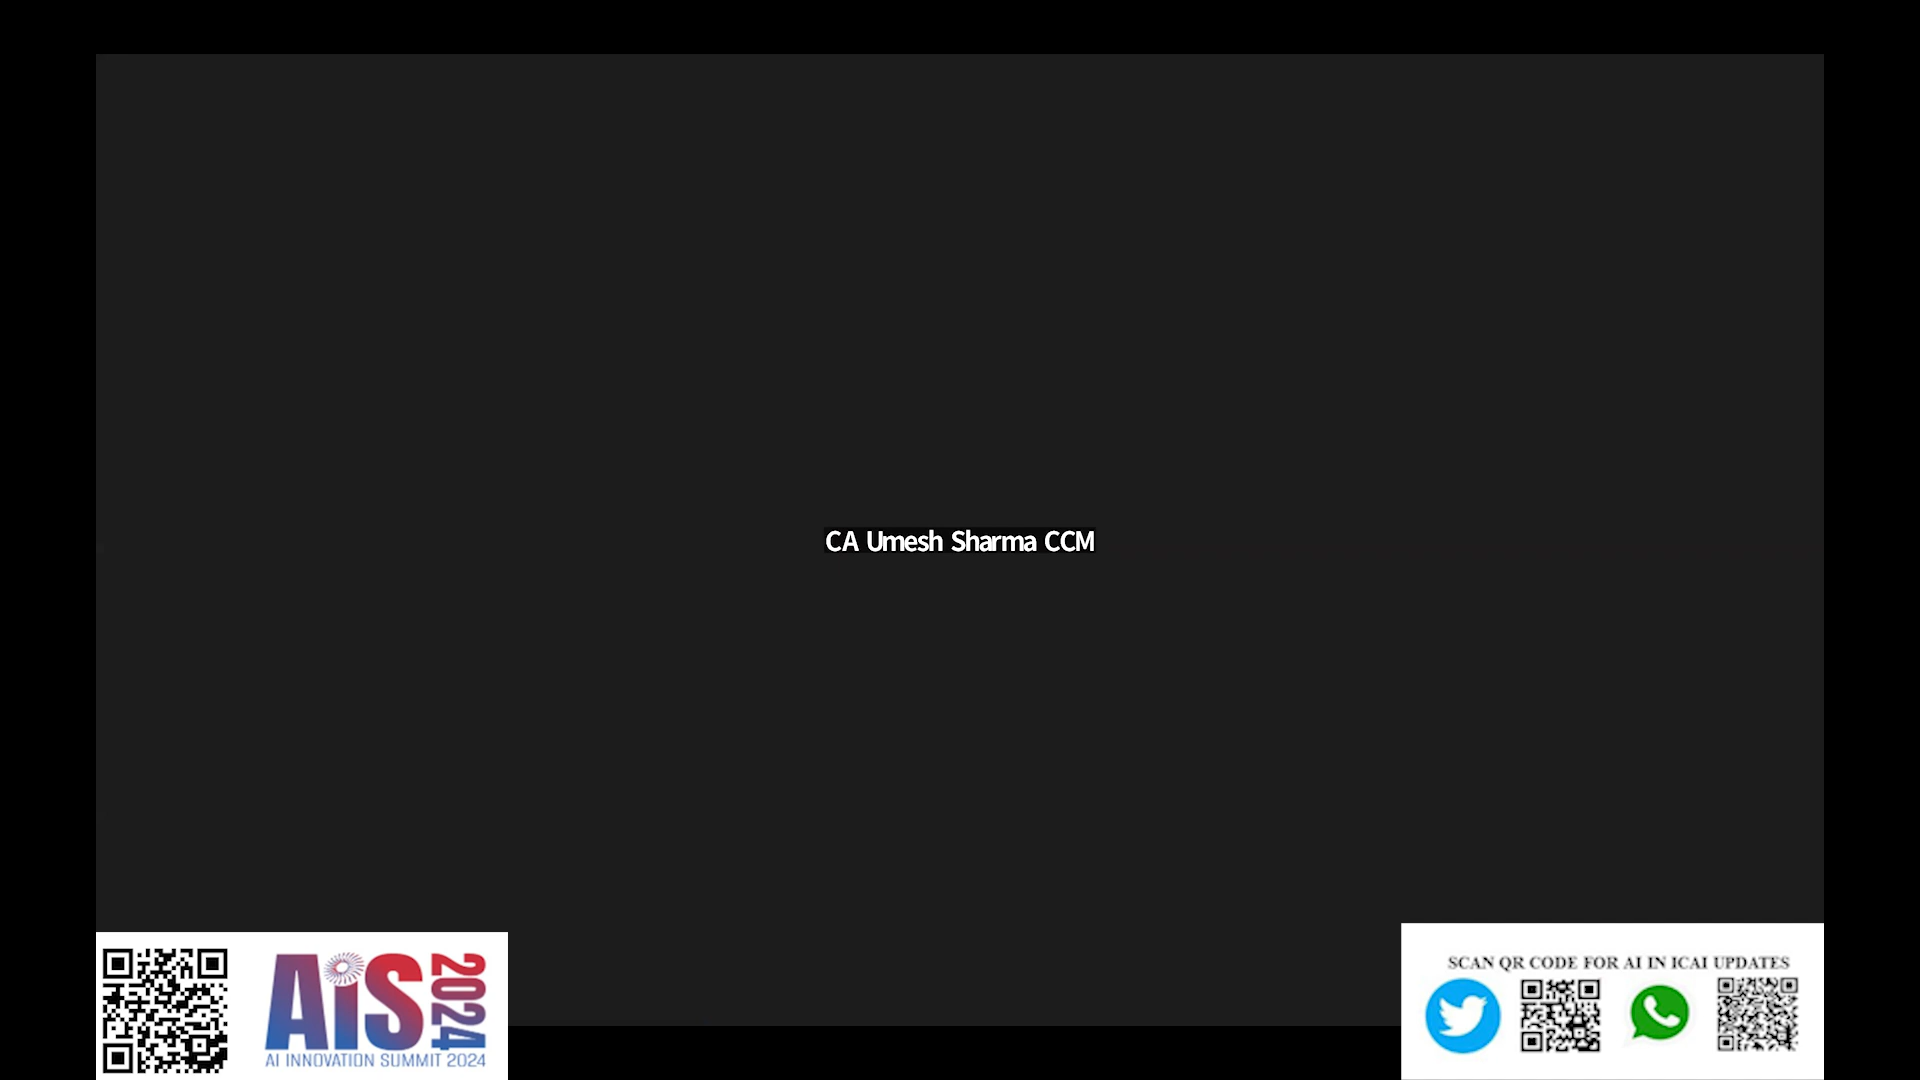 CA Umesh Sharma CCM
AiS 2024
AI INNOVATION SUMMIT 2024
SCAN QR CODE FOR AI IN ICAI UPDATES